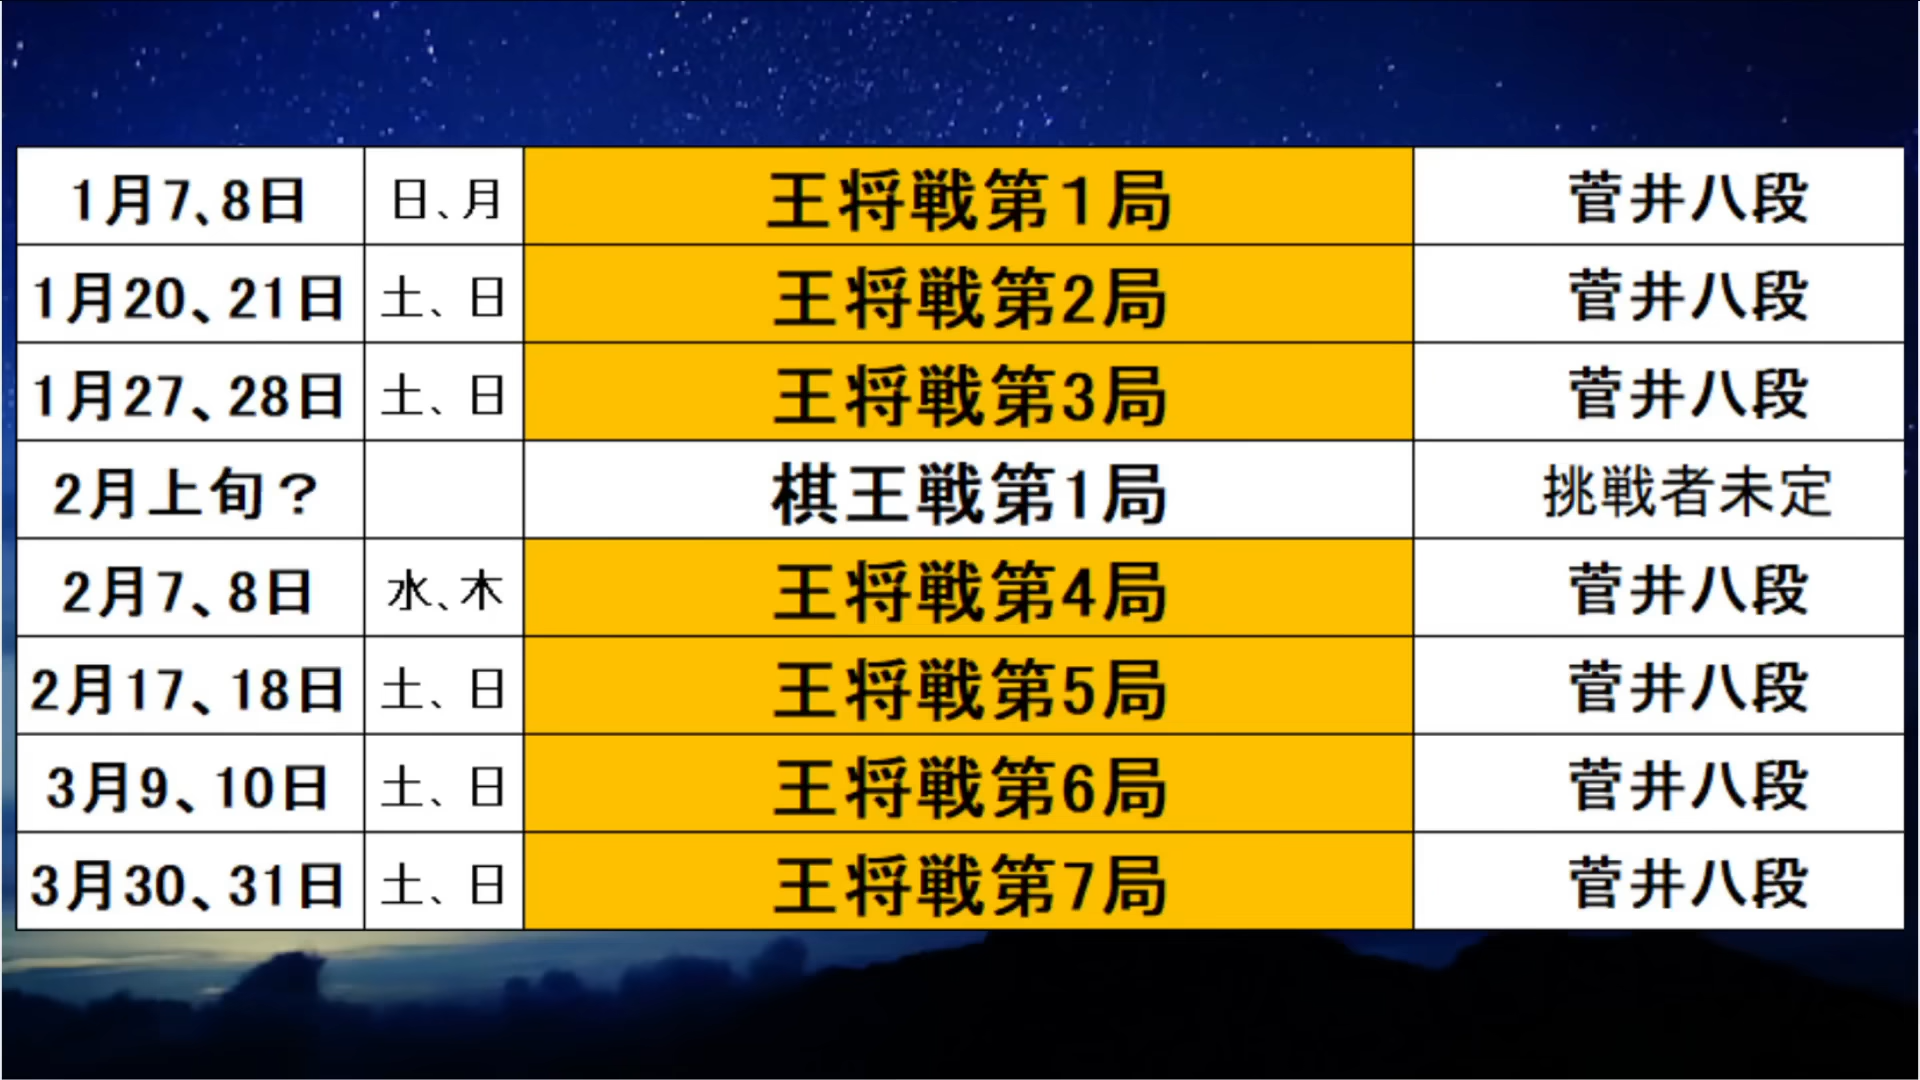 1月7、8日 日、月 王将戦第1局 菅井八段
1月20、21日 土、日 王将戦第2局 菅井八段
1月27、28日 土、日 王将戦第3局 菅井八段
2月上旬？ 棋王戦第1局 挑戦者未定
2月7、8日 水、木 王将戦第4局 菅井八段
2月17、18日 土、日 王将戦第5局 菅井八段
3月9、10日 土、日 王将戦第6局 菅井八段
3月30、31日 土、日 王将戦第7局 菅井八段